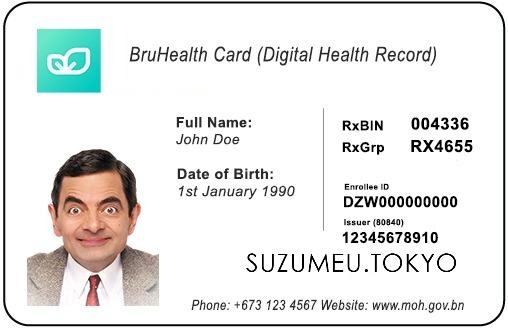 BruHealth Card (Digital Health Record)
Full Name:
John Doe
Date of Birth:
1st January 1990
RxBIN 004336
RxGrp RX4655
Enrollee ID
DZW000000000
Issuer (80840)
12345678910
SUZUMEU.TOKYO
Phone: +673 123 4567 Website: www.moh.gov.bn